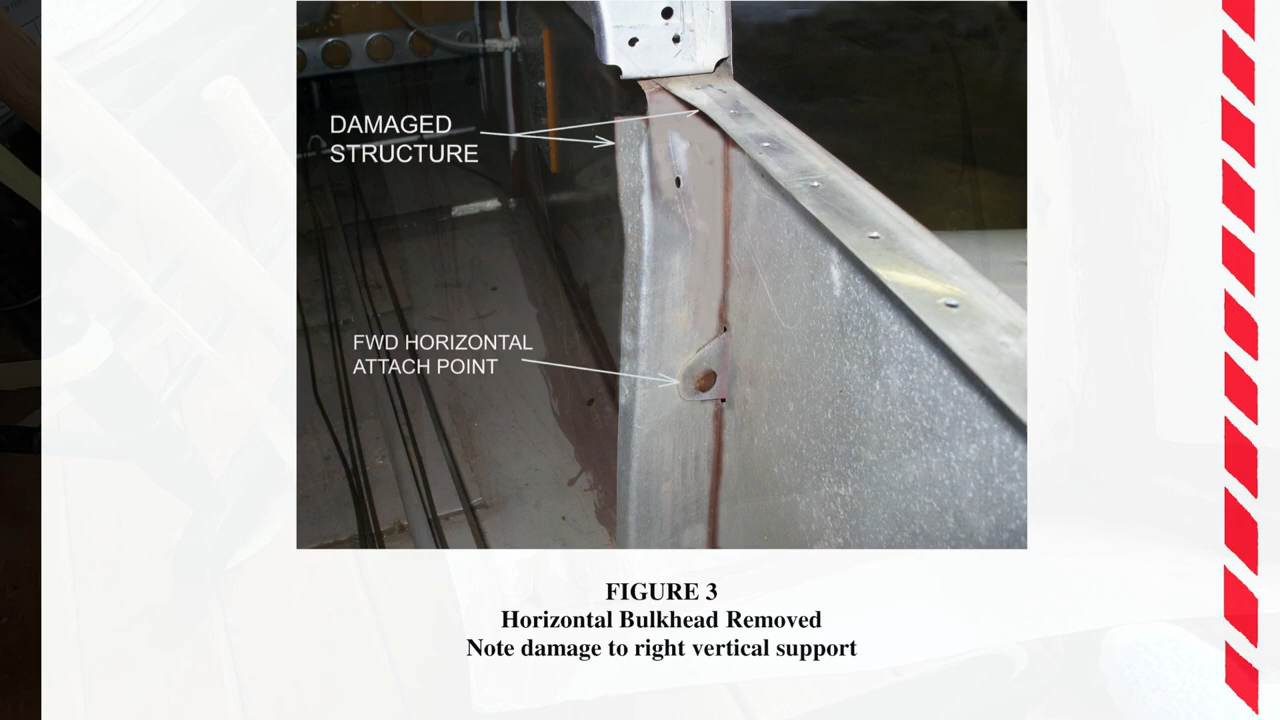 DAMAGED
STRUCTURE
FWD HORIZONTAL
ATTACH POINT
FIGURE 3
Horizontal Bulkhead Removed
Note damage to right vertical support